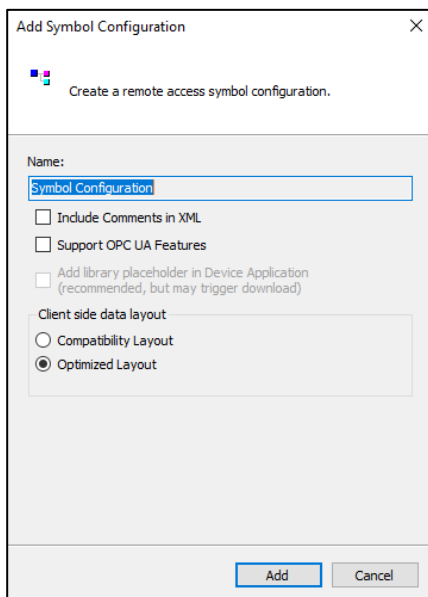 Add Symbol Configuration
Create a remote access symbol configuration.
Name:
Symbol Configuration
Include Comments in XML
Support OPC UA Features
Add library placeholder in Device Application
(recommended, but may trigger download)
Client side data layout
Compatibility Layout
Optimized Layout
Add
Cancel